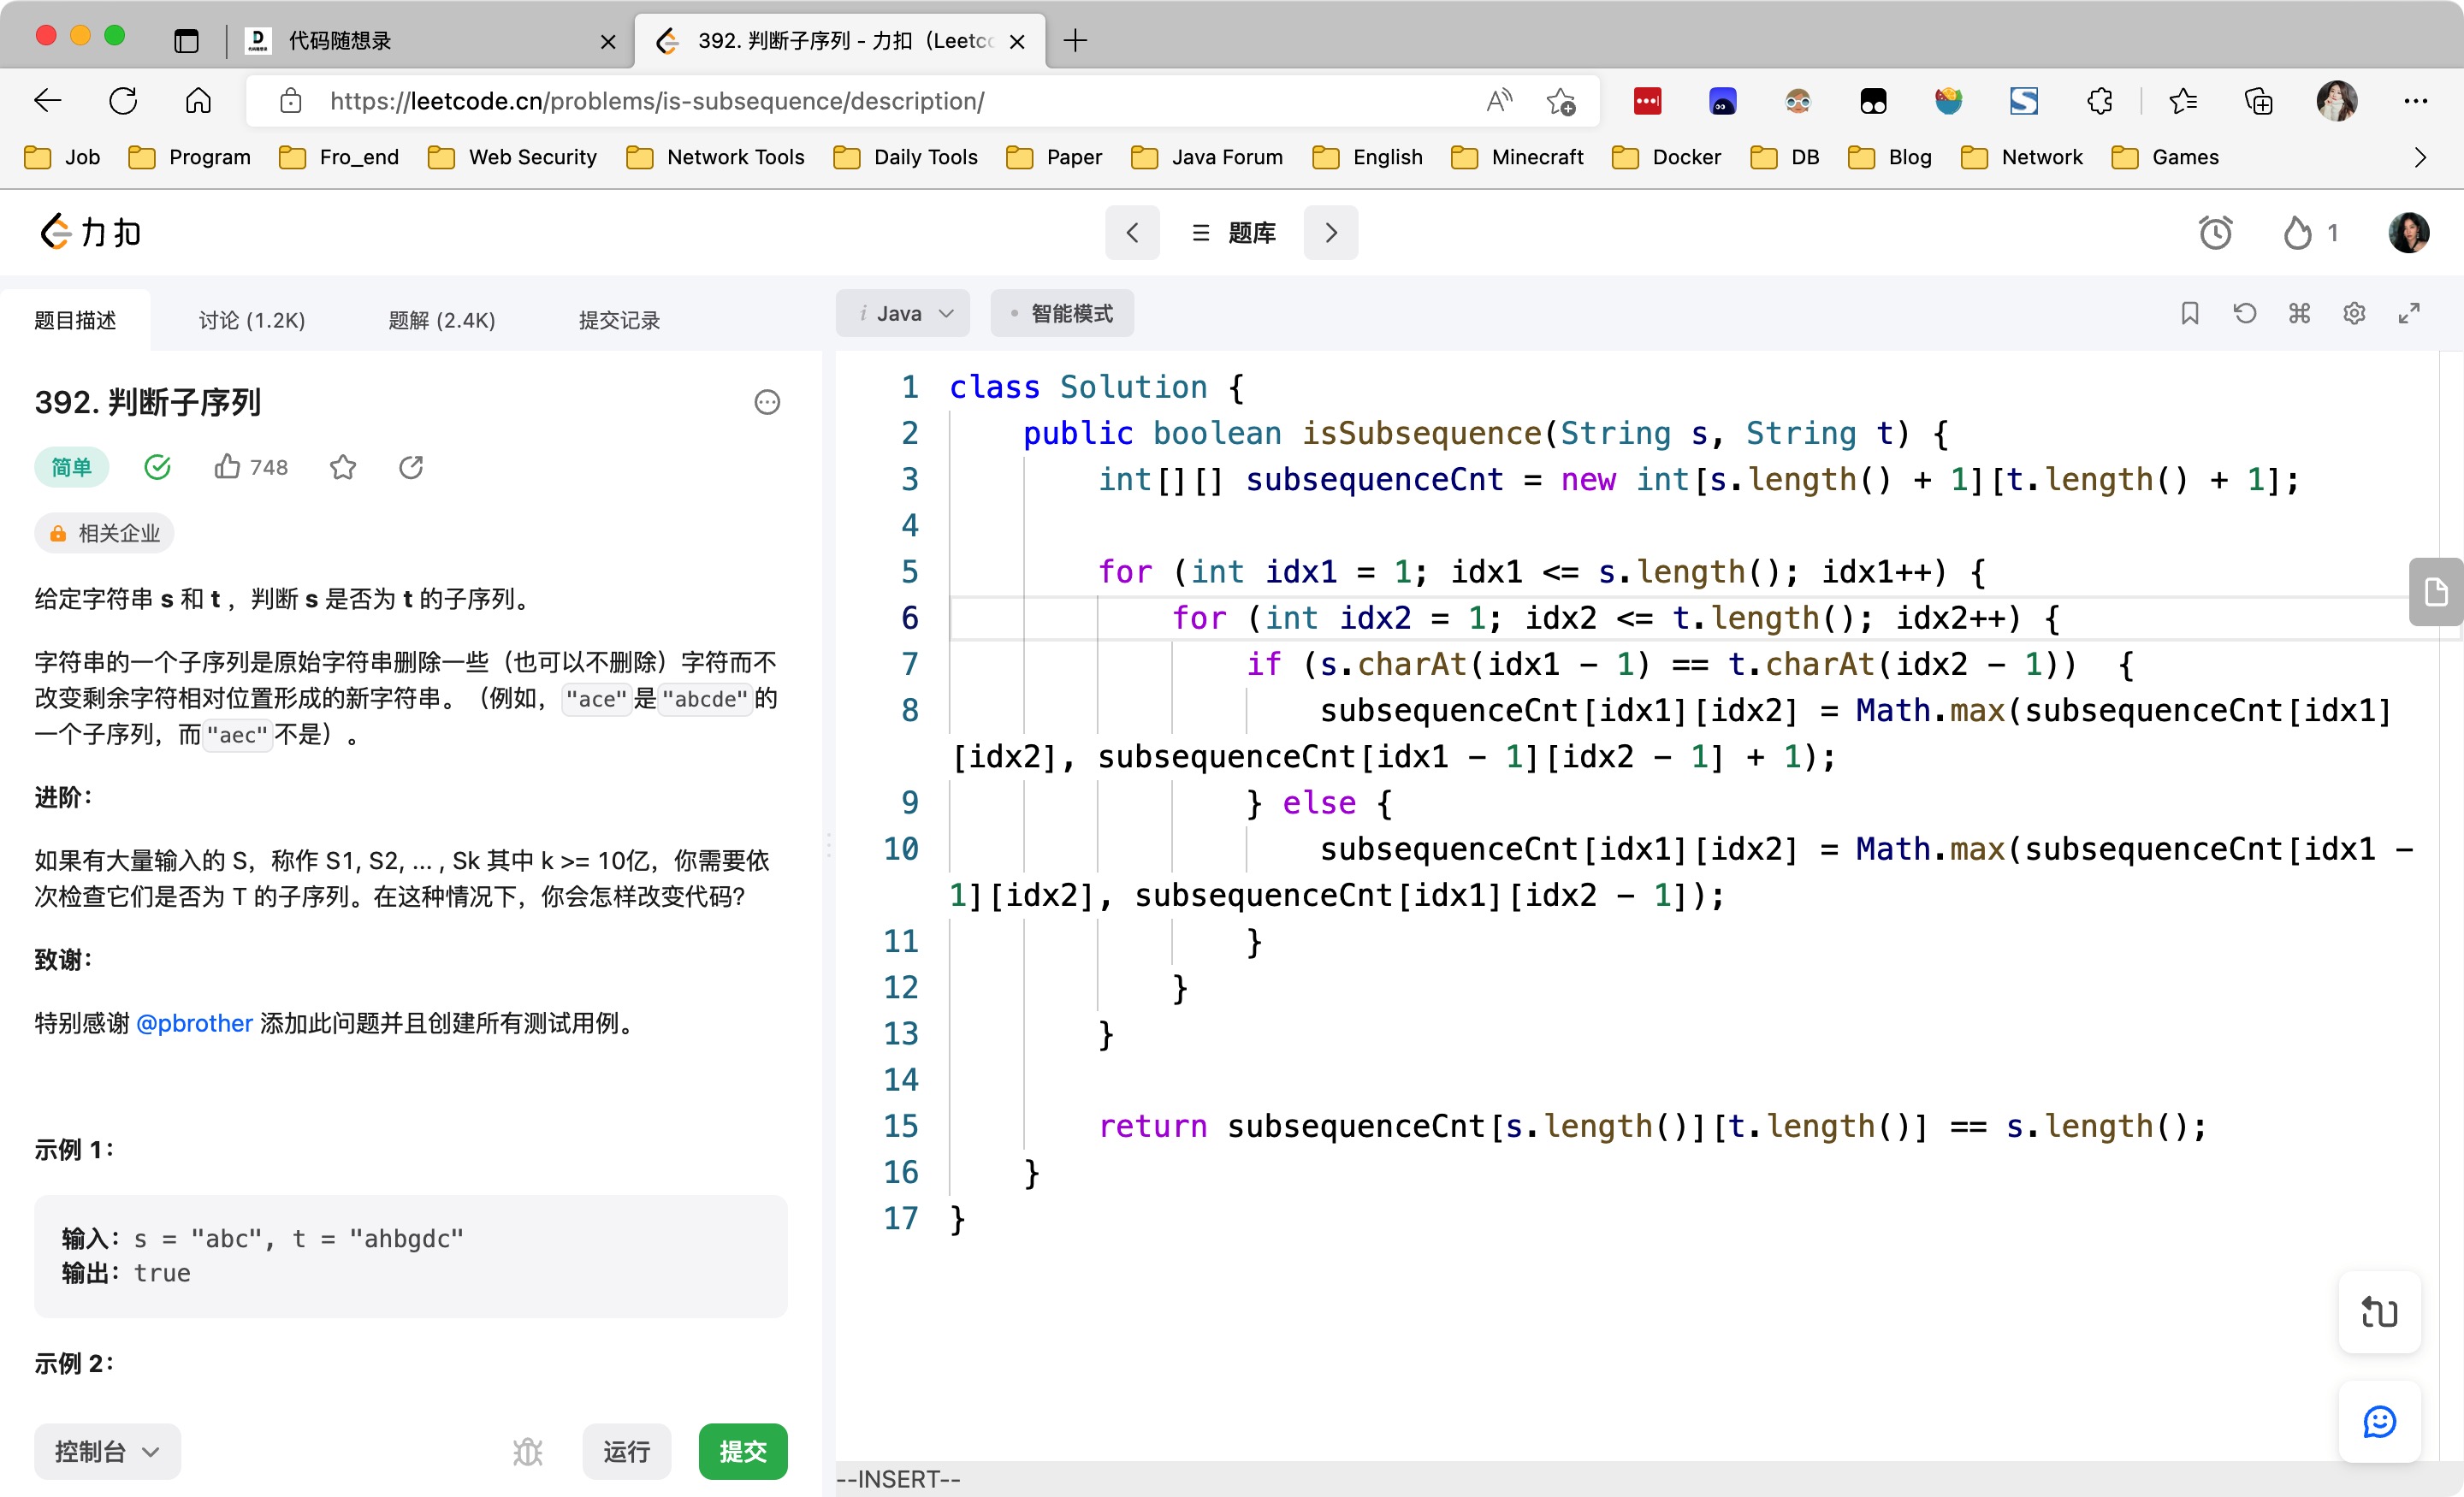 代码随想录
392. 判断子序列 - 力扣（Leetco
https://leetcode.cn/problems/is-subsequence/description/
Job Program Fro_end Web Security Network Tools Daily Tools Paper Java Forum English Minecraft Docker DB Blog Network Games
力扣
题库
1
题目描述 讨论 (1.2K) 题解 (2.4K) 提交记录
392. 判断子序列
简单 748
相关企业
给定字符串 s 和 t ，判断 s 是否为 t 的子序列。
字符串的一个子序列是原始字符串删除一些（也可以不删除）字符而不
改变剩余字符相对位置形成的新字符串。（例如，"ace"是"abcde"的
一个子序列，而"aec"不是）。
进阶：
如果有大量输入的 S，称作 S1, S2, ... , Sk 其中 k >= 10亿，你需要依
次检查它们是否为 T 的子序列。在这种情况下，你会怎样改变代码？
致谢：
特别感谢 @pbrother 添加此问题并且创建所有测试用例。
示例 1：
输入：s = "abc", t = "ahbgdc"
输出：true
示例 2：
控制台 运行 提交
i Java 智能模式
1 class Solution {
2 public boolean isSubsequence(String s, String t) {
3 int[][] subsequenceCnt = new int[s.length() + 1][t.length() + 1];
4
5 for (int idx1 = 1; idx1 <= s.length(); idx1++) {
6 for (int idx2 = 1; idx2 <= t.length(); idx2++) {
7 if (s.charAt(idx1 - 1) == t.charAt(idx2 - 1))  {
8 subsequenceCnt[idx1][idx2] = Math.max(subsequenceCnt[idx1]
[idx2], subsequenceCnt[idx1 - 1][idx2 - 1] + 1);
9 } else {
10 subsequenceCnt[idx1][idx2] = Math.max(subsequenceCnt[idx1 -
1][idx2], subsequenceCnt[idx1][idx2 - 1]);
11 }
12 }
13 }
14
15 return subsequenceCnt[s.length()][t.length()] == s.length();
16 }
17 }
--INSERT--